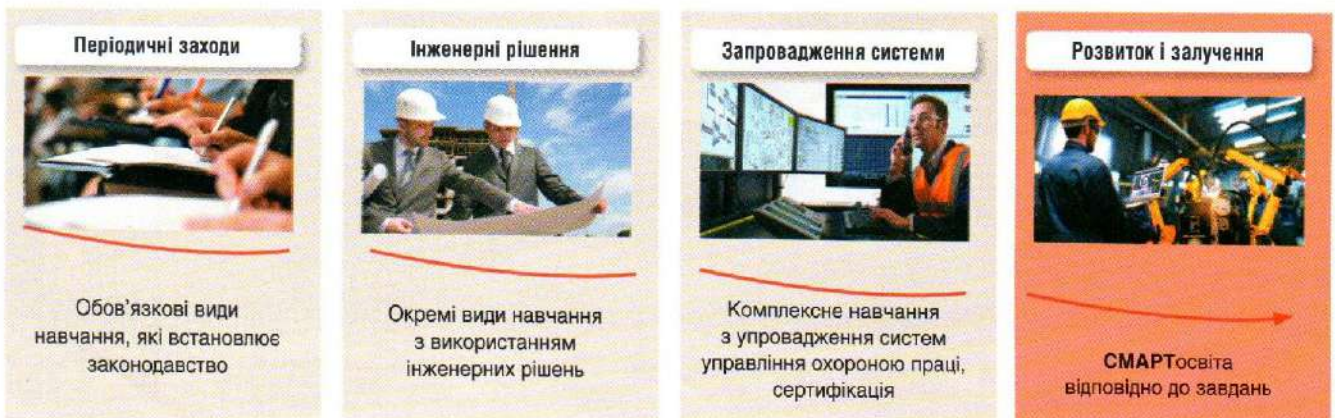 Періодичні заходи
Обов'язкові види
навчання, які встановлює
законодавство
Інженерні рішення
Окремі види навчання
з використанням
інженерних рішень
Запровадження системи
Комплексне навчання
з упровадження систем
управління охороною праці,
сертифікація
Розвиток і залучення
СМАРТосвіта
відповідно до завдань